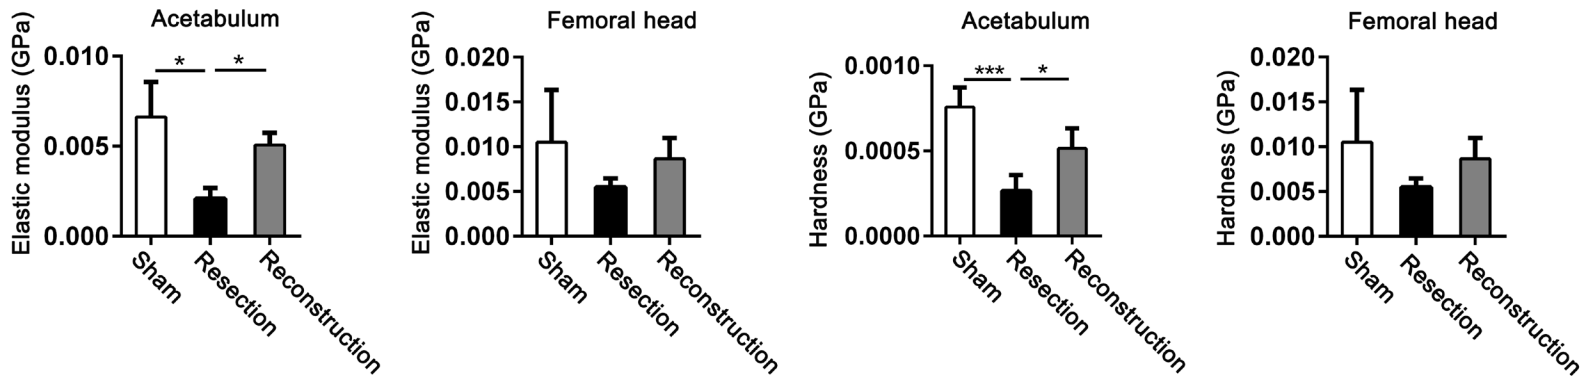 Acetabulum
Elastic modulus (GPa)
0.010
0.005
0.000
*
*
Sham
Resection
Reconstruction
Femoral head
Elastic modulus (GPa)
0.020
0.015
0.010
0.005
0.000
Sham
Resection
Reconstruction
Acetabulum
Hardness (GPa)
0.0010
0.0005
0.0000
***
*
Sham
Resection
Reconstruction
Femoral head
Hardness (GPa)
0.020
0.015
0.010
0.005
0.000
Sham
Resection
Reconstruction